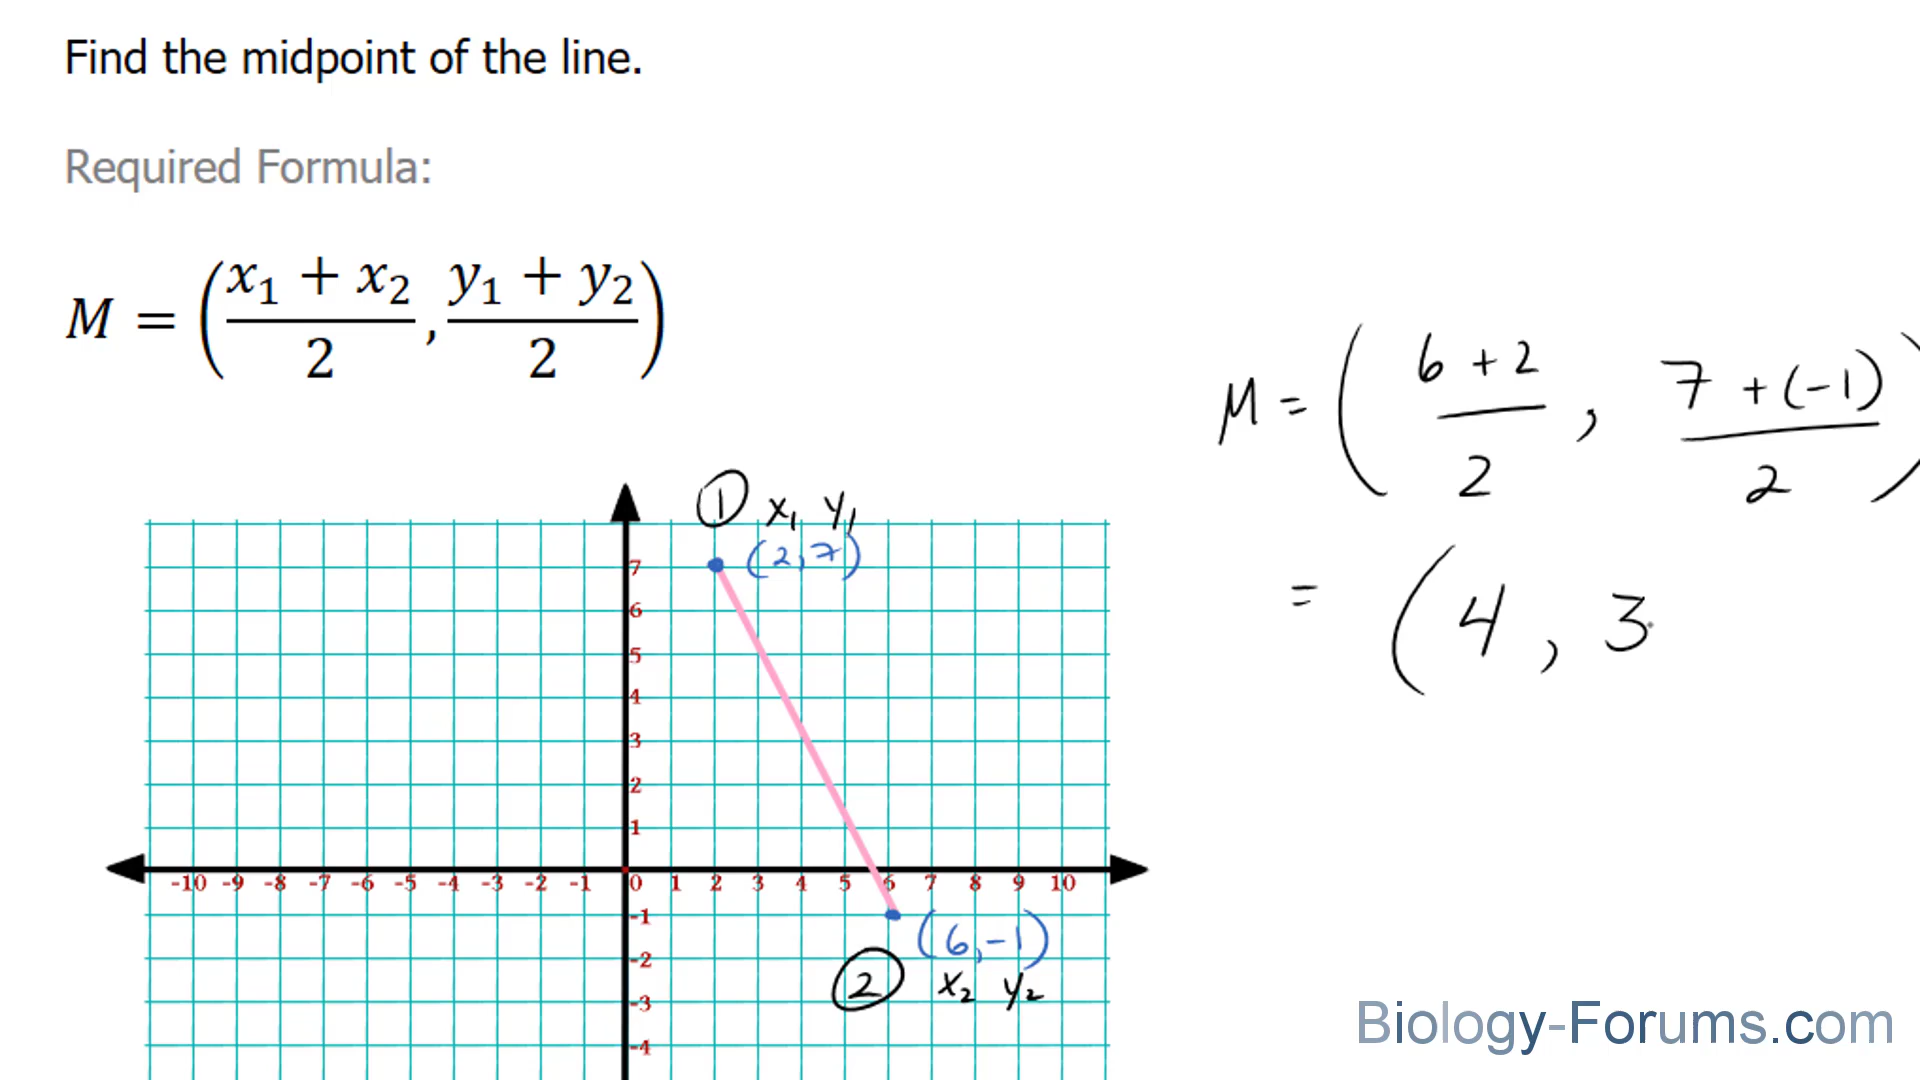 Find the midpoint of the line.
Required Formula:
M = (x₁ + x₂ / 2 , y₁ + y₂ / 2)
M = (6 + 2 / 2 , 7 + (-1) / 2)
= (4 , 3
① x₁ y₁
(2,7)
7
6
5
4
3
2
1
-10 -9 -8 -7 -6 -5 -4 -3 -2 -1 0 1 2 3 4 5 6 7 8 9 10
-1
(6,-1)
-2
② x₂ y₂
-3
-4
Biology-Forums.com